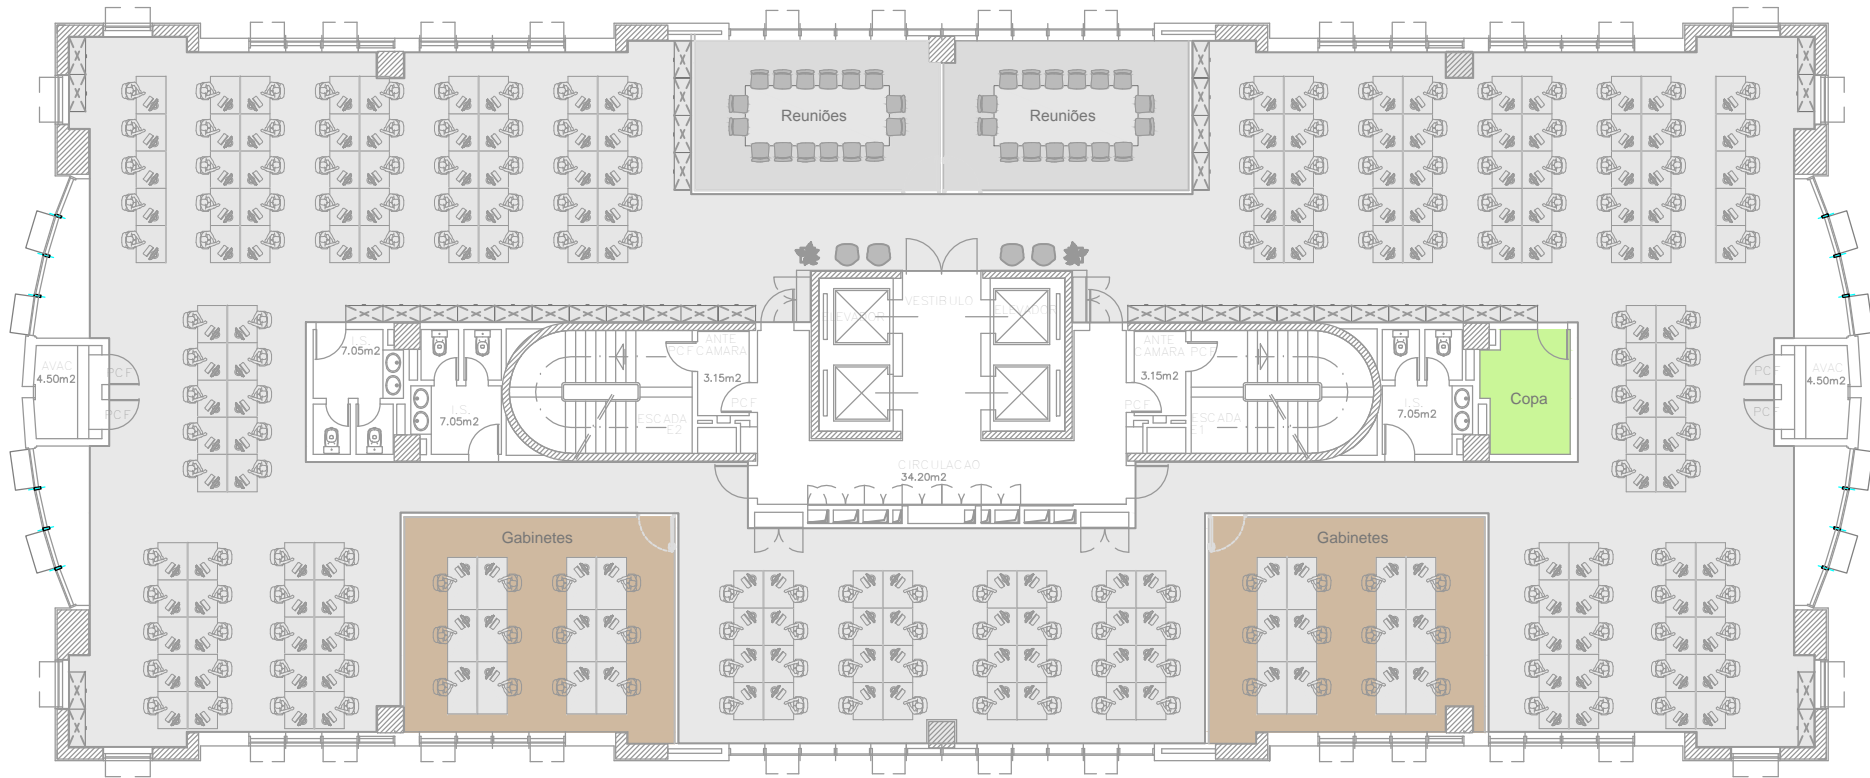 Reuniões
Reuniões
VESTIBULO
ELEVADOR
ELEVADOR
I.S.
7.05m2
ANTE
CAMARA
PCF
3.15m2
PCF
ANTE
CAMARA
PCF
3.15m2
PCF
AVAC
4.50m2
PCF
PCF
I.S.
7.05m2
ESCADA
E2
ESCADA
E1
I.S.
7.05m2
Copa
PCF
PCF
AVAC
4.50m2
CIRCULACAO
34.20m2
Gabinetes
Gabinetes